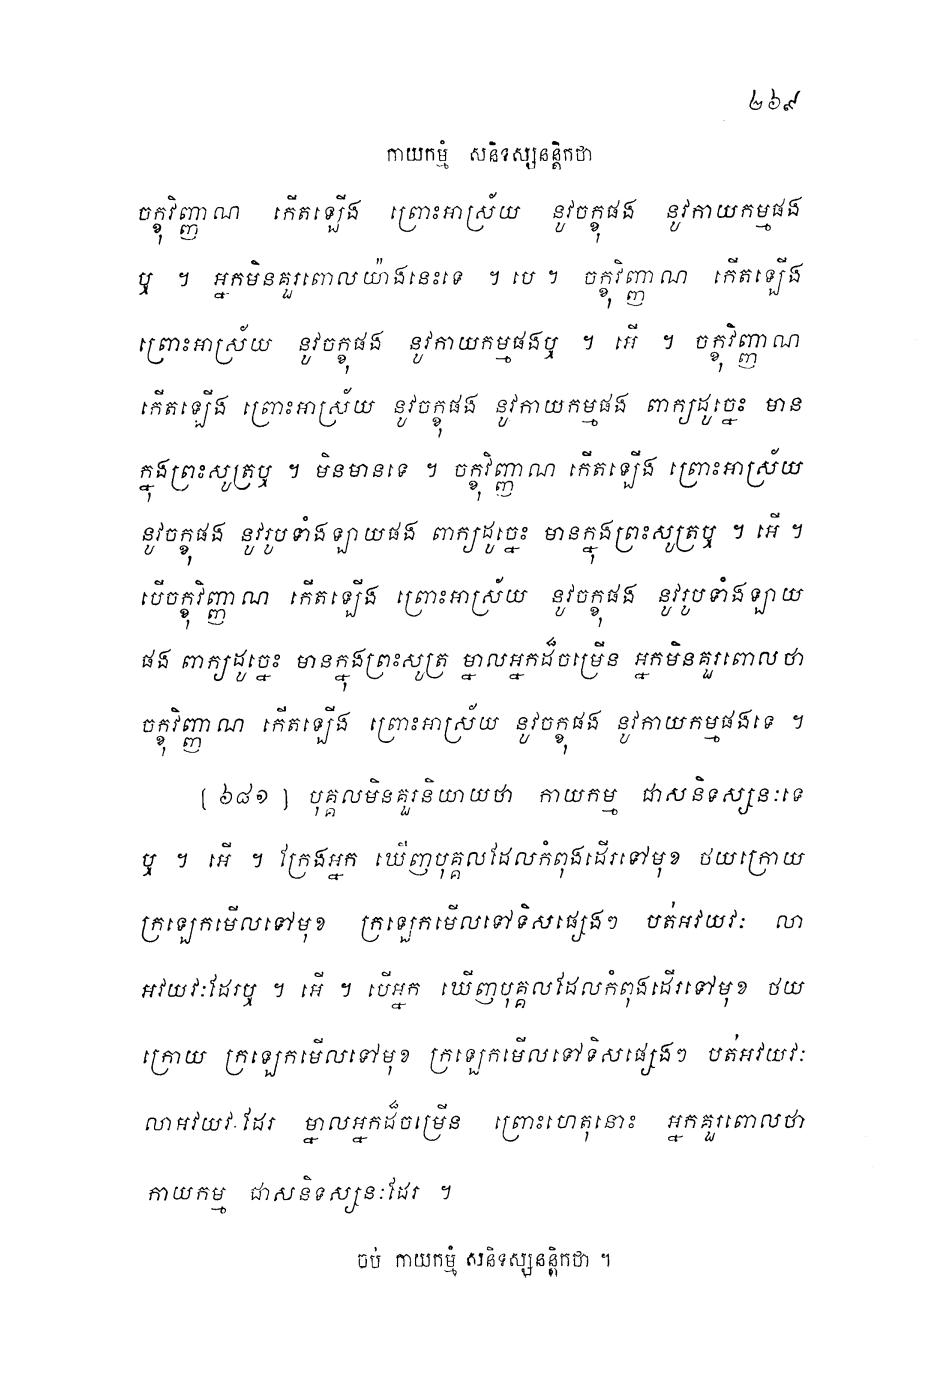 ២៦៩
កាយកម្មំ សនិទស្សនន្តិកថា
ចក្ខុវិញ្ញាណ កើតឡើង ព្រោះអាស្រ័យ នូវចក្ខុផង នូវកាយកម្មផង
ឬ ។ អ្នកមិនគួរពោលយ៉ាងនេះទេ ។ បេ ។ ចក្ខុវិញ្ញាណ កើតឡើង
ព្រោះអាស្រ័យ នូវចក្ខុផង នូវកាយកម្មផងឬ ។ អើ ។ ចក្ខុវិញ្ញាណ
កើតឡើង ព្រោះអាស្រ័យ នូវចក្ខុផង នូវកាយកម្មផង ពាក្យដូច្នេះ មាន
ក្នុងព្រះសូត្រឬ ។ មិនមានទេ ។ ចក្ខុវិញ្ញាណ កើតឡើង ព្រោះអាស្រ័យ
នូវចក្ខុផង នូវរូបទាំងឡាយផង ពាក្យដូច្នេះ មានក្នុងព្រះសូត្រឬ ។ អើ ។
បើចក្ខុវិញ្ញាណ កើតឡើង ព្រោះអាស្រ័យ នូវចក្ខុផង នូវរូបទាំងឡាយ
ផង ពាក្យដូច្នេះ មានក្នុងព្រះសូត្រ ម្នាលអ្នកដ៏ចម្រើន អ្នកមិនគួរពោលថា
ចក្ខុវិញ្ញាណ កើតឡើង ព្រោះអាស្រ័យ នូវចក្ខុផង នូវកាយកម្មផងទេ ។
[ ៦៨១ ] បុគ្គលមិនគួរនិយាយថា កាយកម្ម ជាសនិទស្សនៈទេ
ឬ ។ អើ ។ ក្រែងអ្នក ឃើញបុគ្គលដែលកំពុងដើរទៅមុខ ថយក្រោយ
ក្រឡេកមើលទៅមុខ ក្រឡេកមើលទៅទិសផ្សេងៗ បត់អវយវៈ លា
អវយវៈដែរឬ ។ អើ ។ បើអ្នក ឃើញបុគ្គលដែលកំពុងដើរទៅមុខ ថយ
ក្រោយ ក្រឡេកមើលទៅមុខ ក្រឡេកមើលទៅទិសផ្សេងៗ បត់អវយវៈ
លាអវយវៈដែរ ម្នាលអ្នកដ៏ចម្រើន ព្រោះហេតុនោះ អ្នកគួរពោលថា
កាយកម្ម ជាសនិទស្សនៈដែរ ។
ចប់ កាយកម្មំ សនិទស្សនន្តិកថា ។